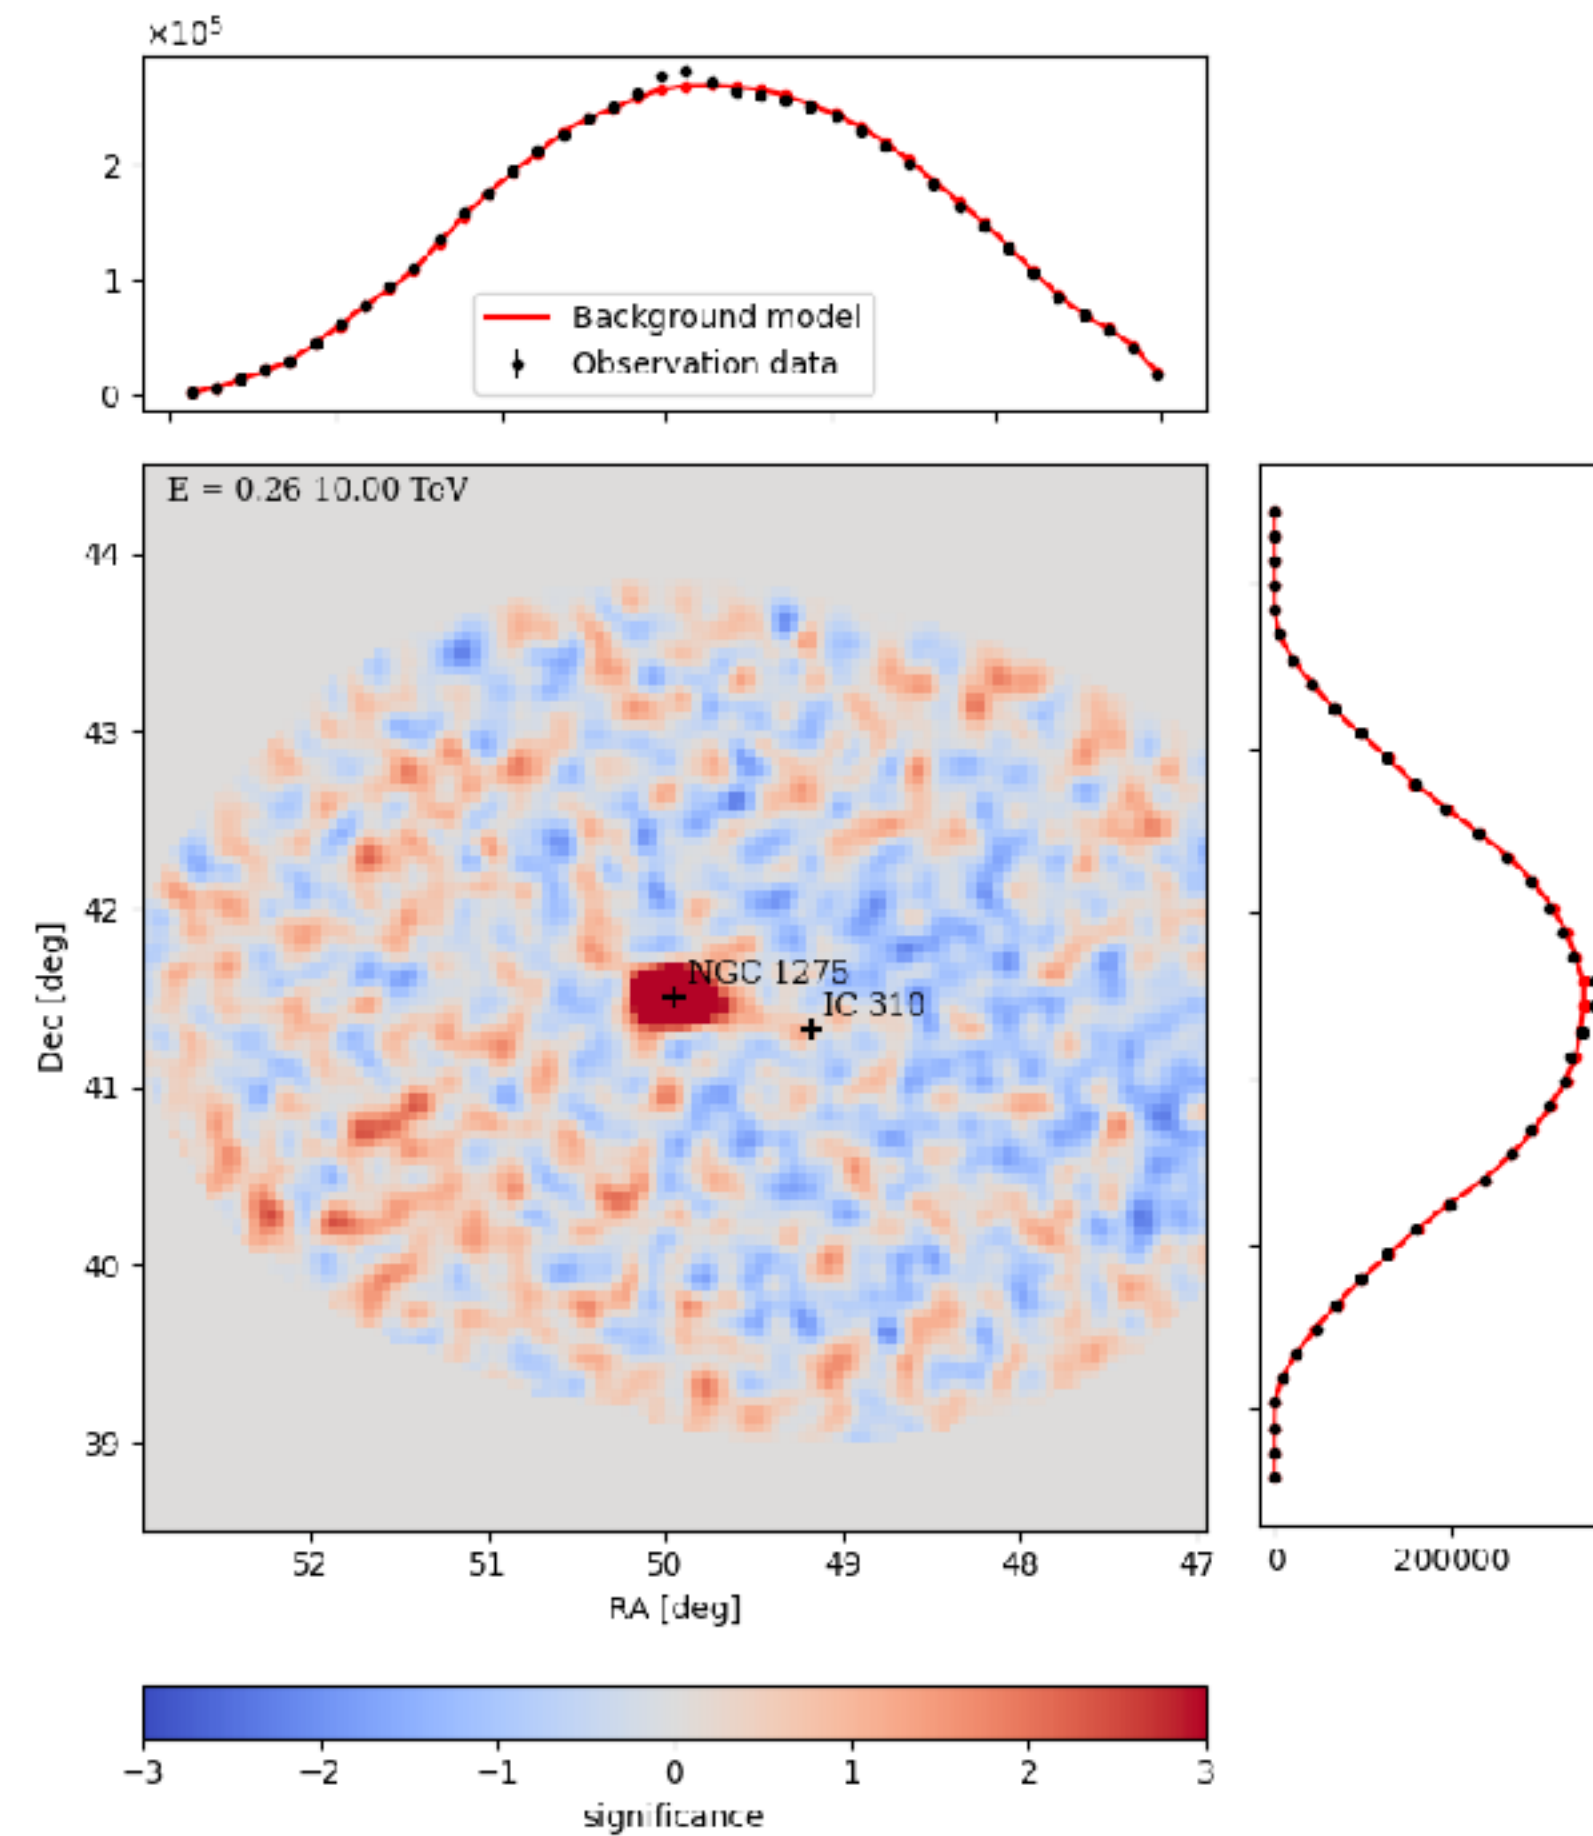 ×10⁵
2
1
0
Background model
Observation data
E = 0.26 10.00 TeV
44
43
42
41
40
39
Dec [deg]
NGC 1275
IC 310
52 51 50 49 48 47
RA [deg]
0 200000
−3 −2 −1 0 1 2 3
significance